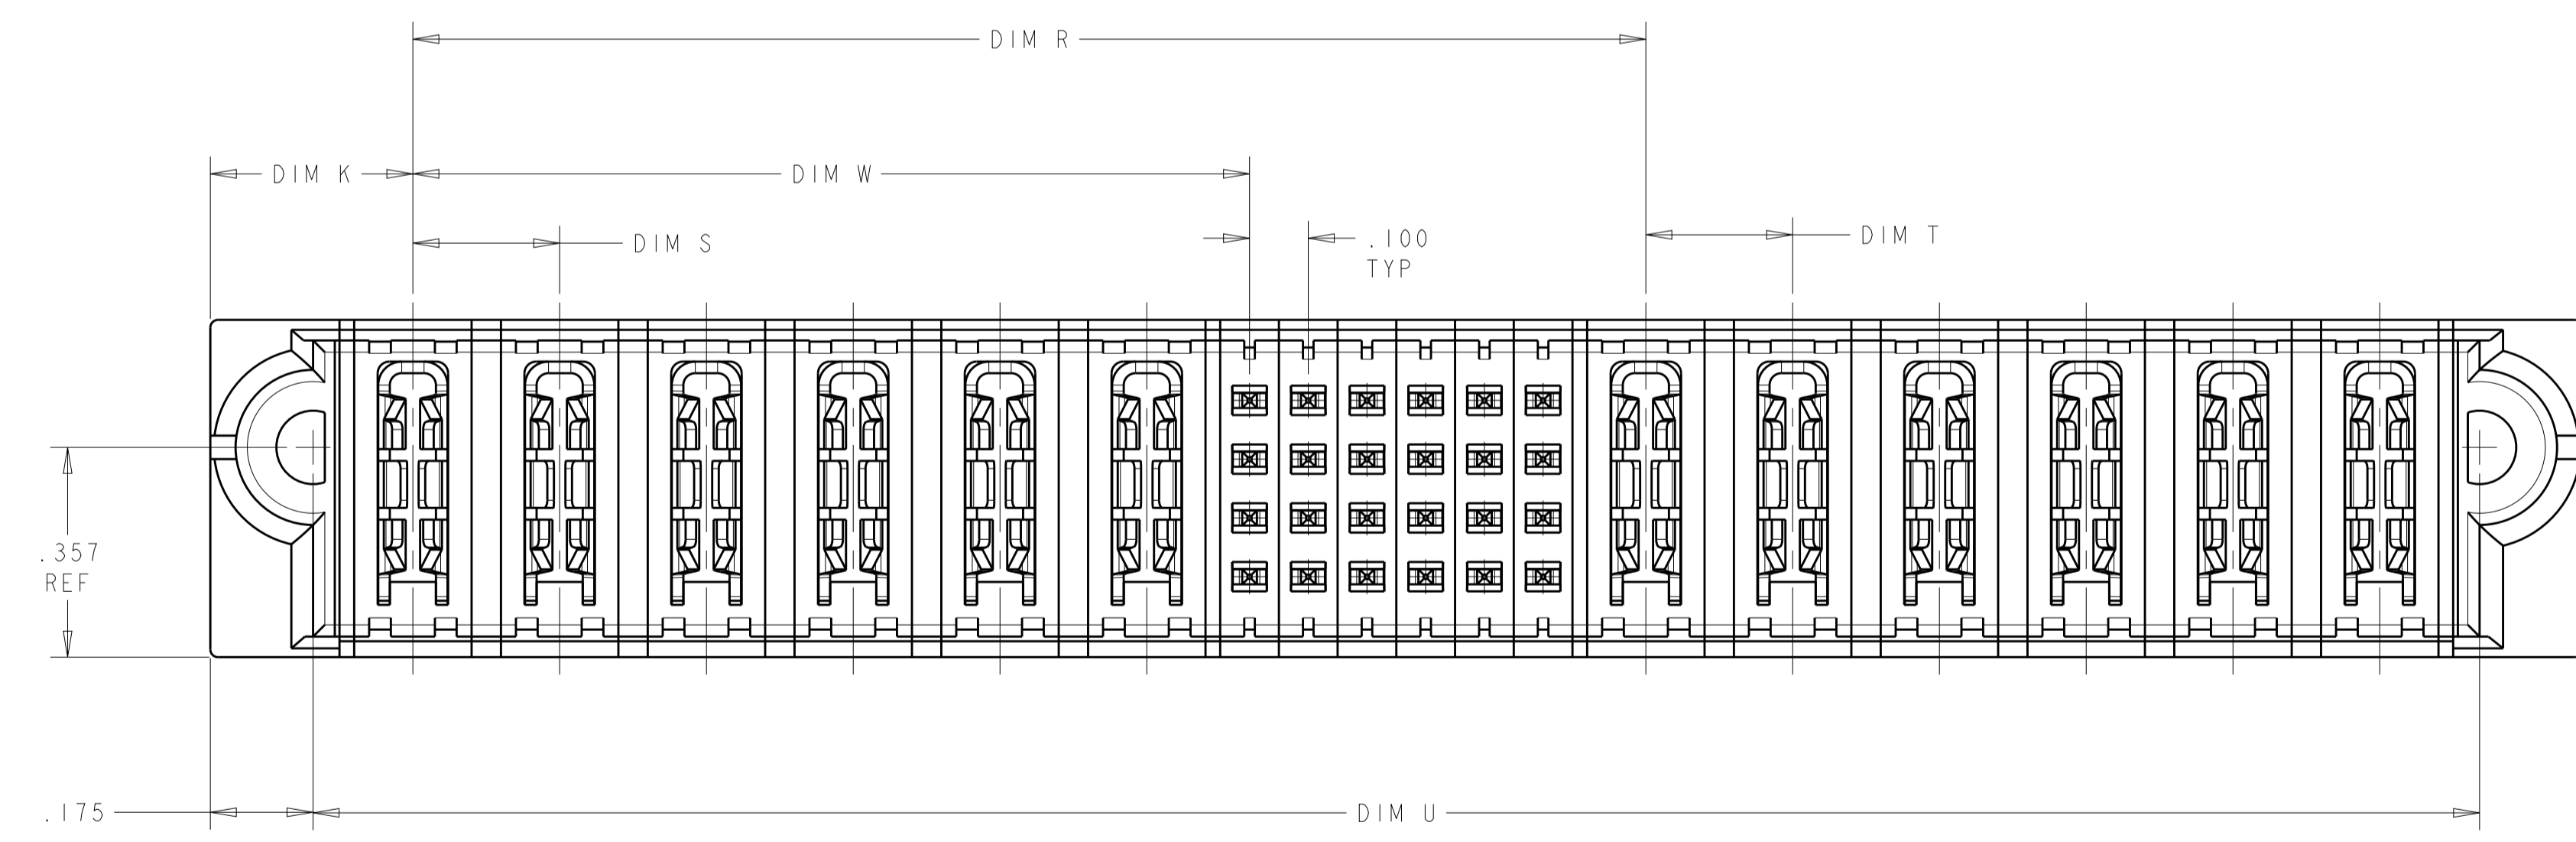 DIM R
DIM K
DIM W
DIM S
.100
TYP
DIM T
.357
REF
.175
DIM U